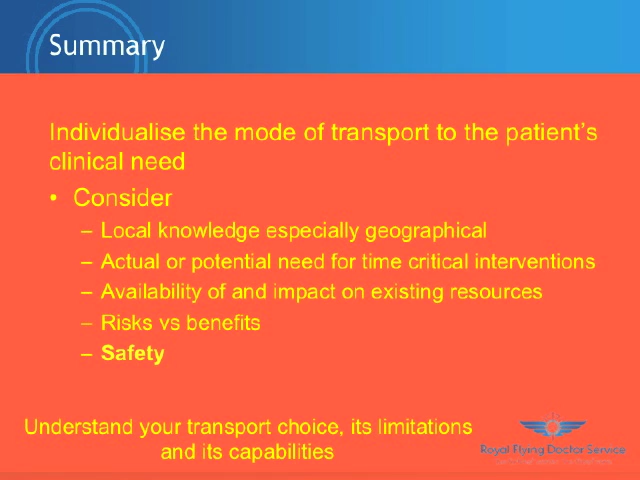 Summary
Individualise the mode of transport to the patient's
clinical need
• Consider
– Local knowledge especially geographical
– Actual or potential need for time critical interventions
– Availability of and impact on existing resources
– Risks vs benefits
– Safety
Understand your transport choice, its limitations
and its capabilities
Royal Flying Doctor Service